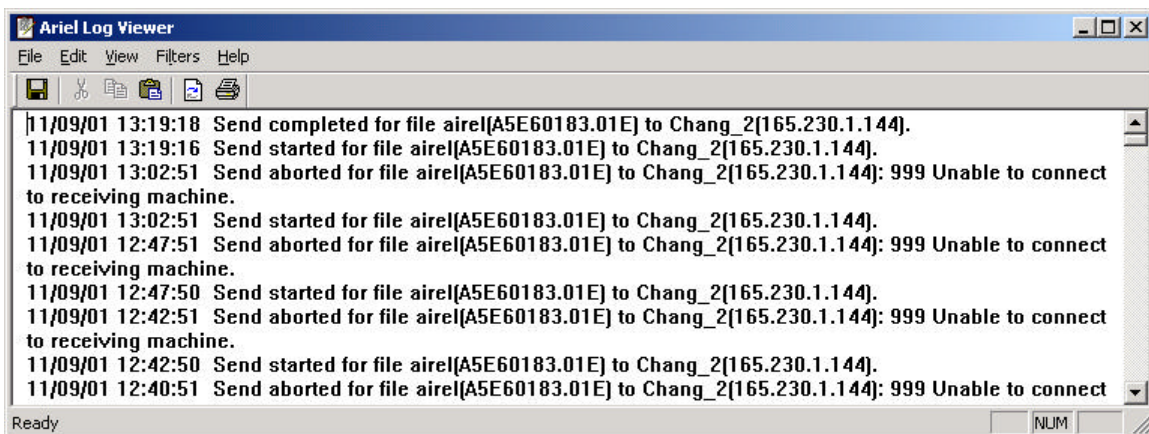 Ariel Log Viewer
File Edit View Filters Help
11/09/01 13:19:18 Send completed for file airel(A5E60183.01E) to Chang_2(165.230.1.144).
11/09/01 13:19:16 Send started for file airel(A5E60183.01E) to Chang_2(165.230.1.144).
11/09/01 13:02:51 Send aborted for file airel(A5E60183.01E) to Chang_2(165.230.1.144): 999 Unable to connect
to receiving machine.
11/09/01 13:02:51 Send started for file airel(A5E60183.01E) to Chang_2(165.230.1.144).
11/09/01 12:47:51 Send aborted for file airel(A5E60183.01E) to Chang_2(165.230.1.144): 999 Unable to connect
to receiving machine.
11/09/01 12:47:50 Send started for file airel(A5E60183.01E) to Chang_2(165.230.1.144).
11/09/01 12:42:51 Send aborted for file airel(A5E60183.01E) to Chang_2(165.230.1.144): 999 Unable to connect
to receiving machine.
11/09/01 12:42:50 Send started for file airel(A5E60183.01E) to Chang_2(165.230.1.144).
11/09/01 12:40:51 Send aborted for file airel(A5E60183.01E) to Chang_2(165.230.1.144): 999 Unable to connect
Ready NUM